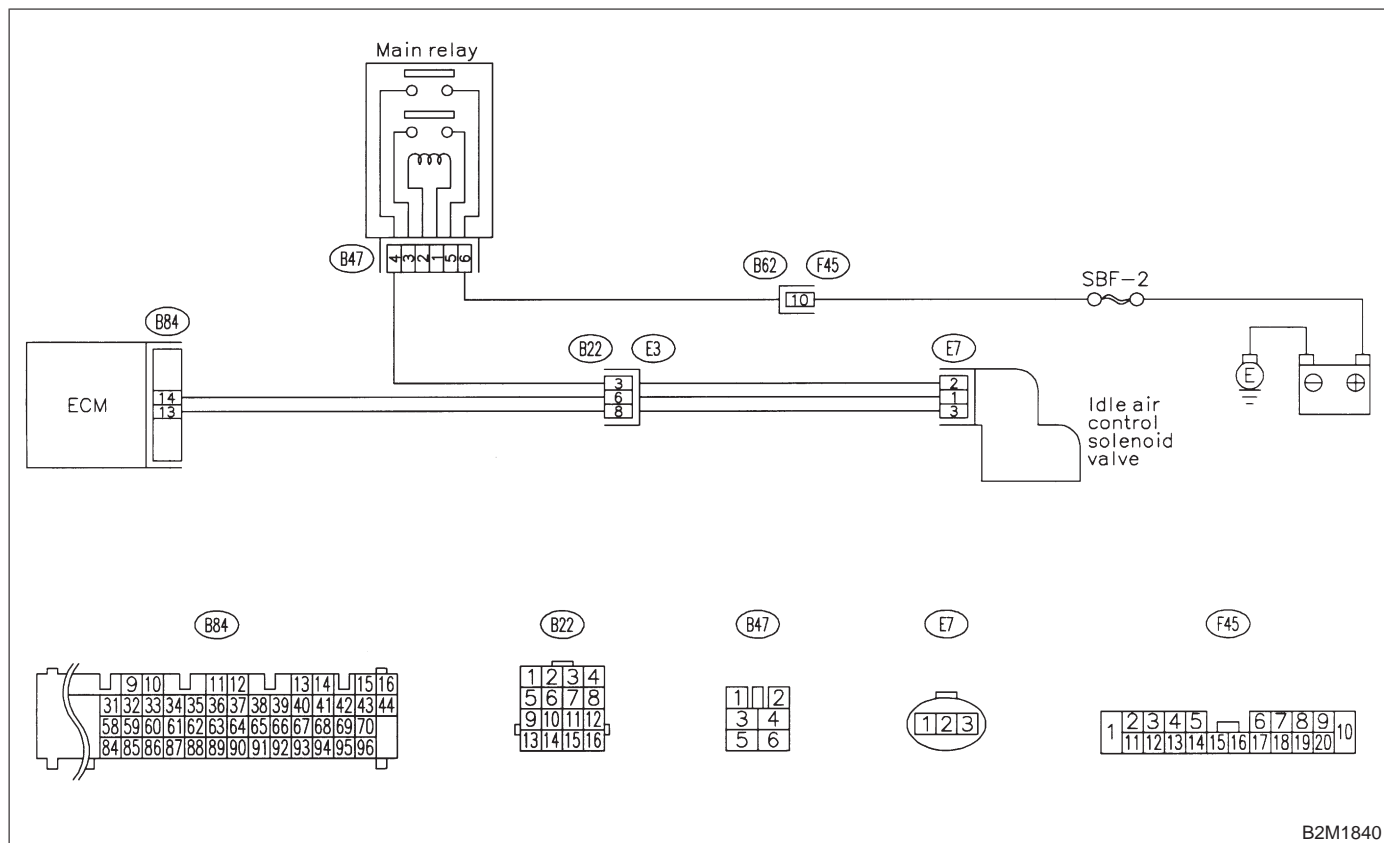 Main relay
B47
4 3 2 1 5 6
B62 F45
10
SBF-2
B84
B22 E3
E7
E
ECM
14
13
3
6
8
2
1
3
Idle air
control
solenoid
valve
B84
B22
B47
E7
F45
9 10 11 12 13 14 15 16
31 32 33 34 35 36 37 38 39 40 41 42 43 44
58 59 60 61 62 63 64 65 66 67 68 69 70
84 85 86 87 88 89 90 91 92 93 94 95 96
1 2 3 4
5 6 7 8
9 10 11 12
13 14 15 16
1 2
3 4
5 6
1 2 3
1 2 3 4 5 6 7 8 9 10
11 12 13 14 15 16 17 18 19 20
B2M1840